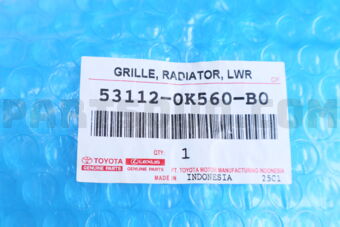 GRILLE, RADIATOR, LWR
53112-0K560-B0
QTY: 1
TOYOTA
GENUINE PARTS
LEXUS
GENUINE PARTS
PT. TOYOTA MOTOR MANUFACTURING INDONESIA
MADE IN INDONESIA 25C1